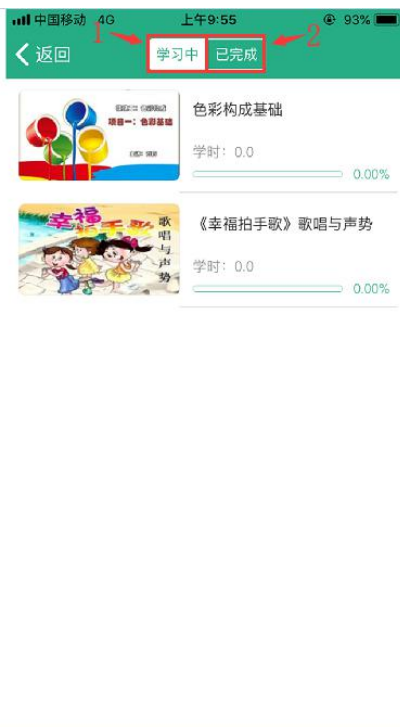 中国移动 4G 上午9:55 93%
1 2
返回 学习中 已完成
项目一：色彩基础
色彩构成基础
学时：0.0
0.00%
幸福拍手歌
歌唱与声势
《幸福拍手歌》歌唱与声势
学时：0.0
0.00%